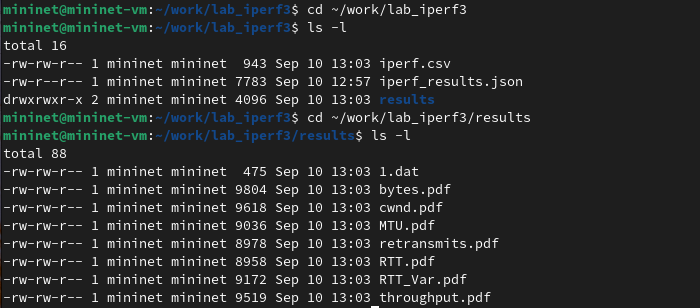 mininet@mininet-vm:~/work/lab_iperf3$ cd ~/work/lab_iperf3
mininet@mininet-vm:~/work/lab_iperf3$ ls -l
total 16
-rw-rw-r-- 1 mininet mininet  943 Sep 10 13:03 iperf.csv
-rw-r--r-- 1 mininet mininet 7783 Sep 10 12:57 iperf_results.json
drwxrwxr-x 2 mininet mininet 4096 Sep 10 13:03 results
mininet@mininet-vm:~/work/lab_iperf3$ cd ~/work/lab_iperf3/results
mininet@mininet-vm:~/work/lab_iperf3/results$ ls -l
total 88
-rw-rw-r-- 1 mininet mininet  475 Sep 10 13:03 1.dat
-rw-rw-r-- 1 mininet mininet 9804 Sep 10 13:03 bytes.pdf
-rw-rw-r-- 1 mininet mininet 9618 Sep 10 13:03 cwnd.pdf
-rw-rw-r-- 1 mininet mininet 9036 Sep 10 13:03 MTU.pdf
-rw-rw-r-- 1 mininet mininet 8978 Sep 10 13:03 retransmits.pdf
-rw-rw-r-- 1 mininet mininet 8958 Sep 10 13:03 RTT.pdf
-rw-rw-r-- 1 mininet mininet 9172 Sep 10 13:03 RTT_Var.pdf
-rw-rw-r-- 1 mininet mininet 9519 Sep 10 13:03 throughput.pdf